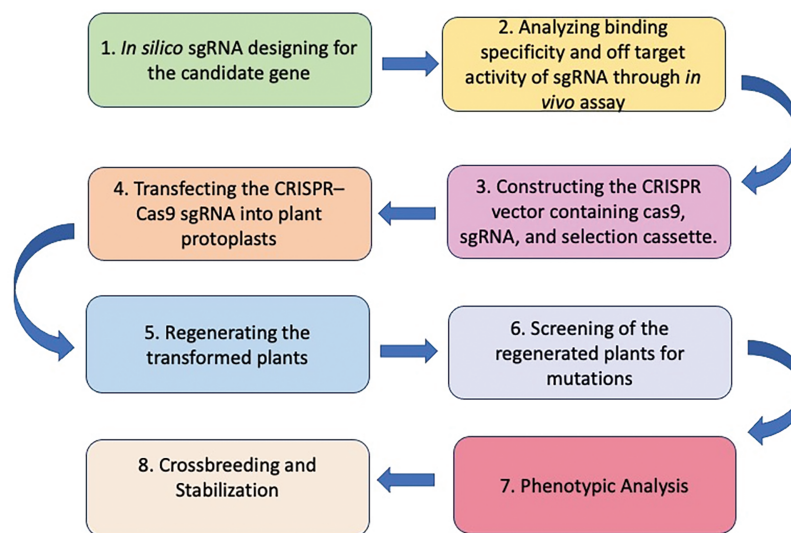 1. In silico sgRNA designing for
the candidate gene
2. Analyzing binding
specificity and off target
activity of sgRNA through in
vivo assay
4. Transfecting the CRISPR–
Cas9 sgRNA into plant
protoplasts
3. Constructing the CRISPR
vector containing cas9,
sgRNA, and selection cassette.
5. Regenerating the
transformed plants
6. Screening of the
regenerated plants for
mutations
8. Crossbreeding and
Stabilization
7. Phenotypic Analysis